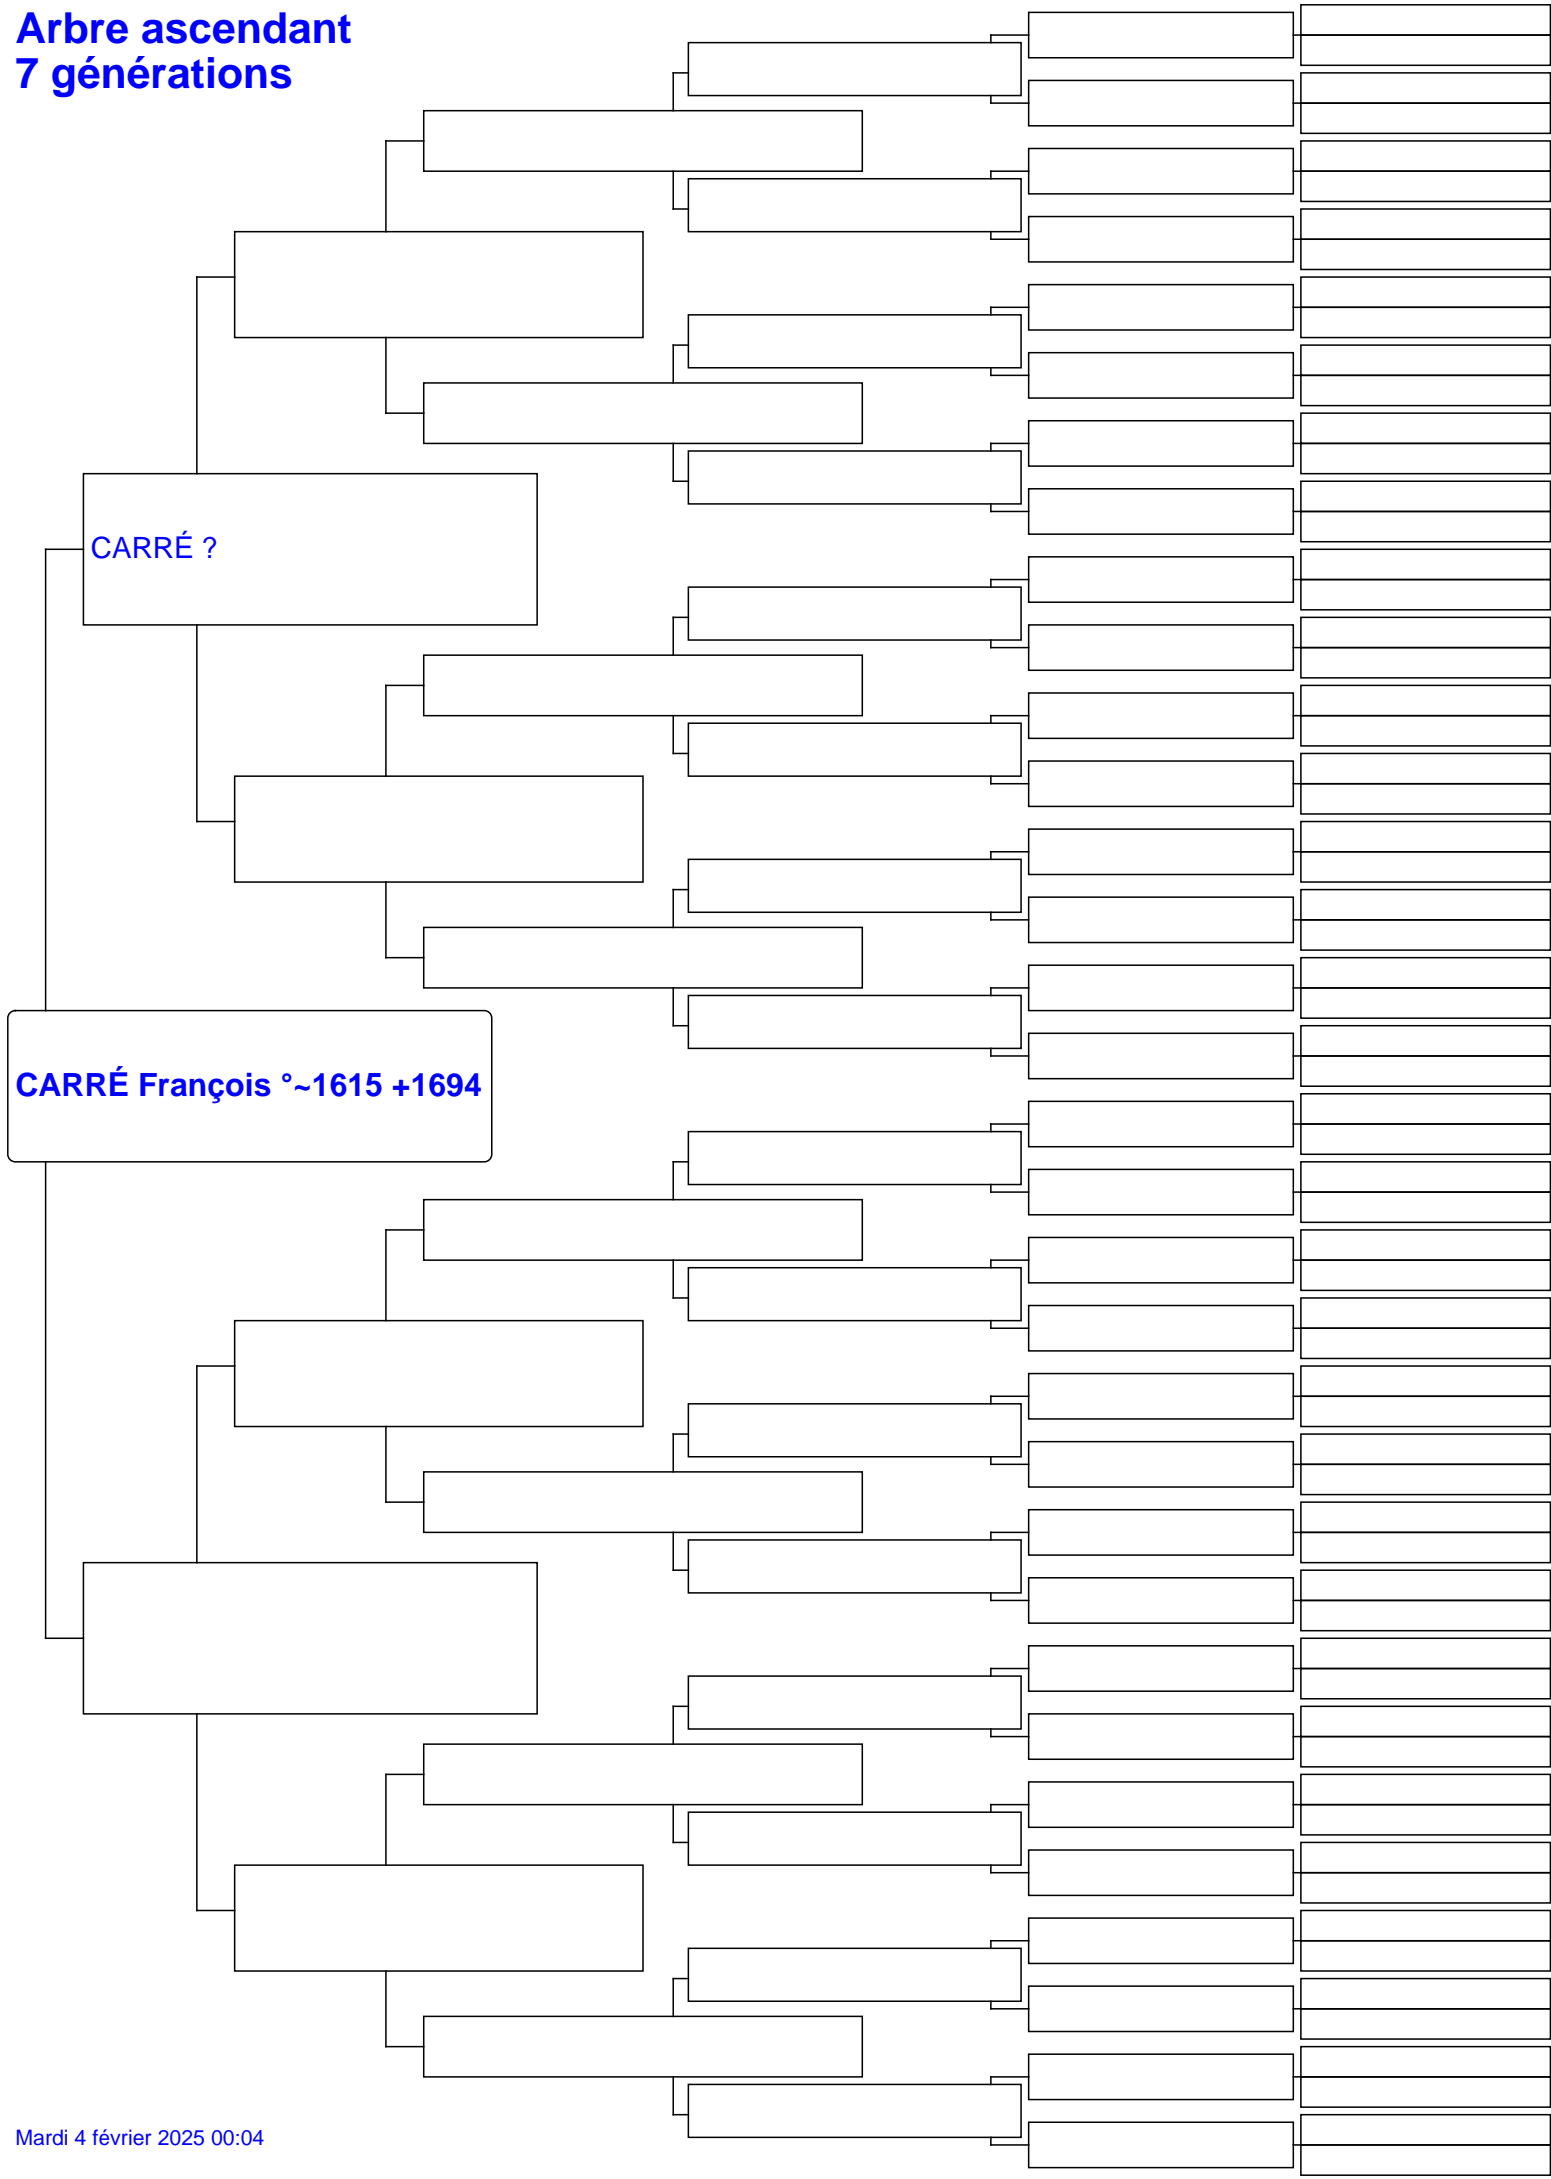 Arbre ascendant
7 générations
CARRÉ ?
CARRÉ François °~1615 +1694
Mardi 4 février 2025 00:04